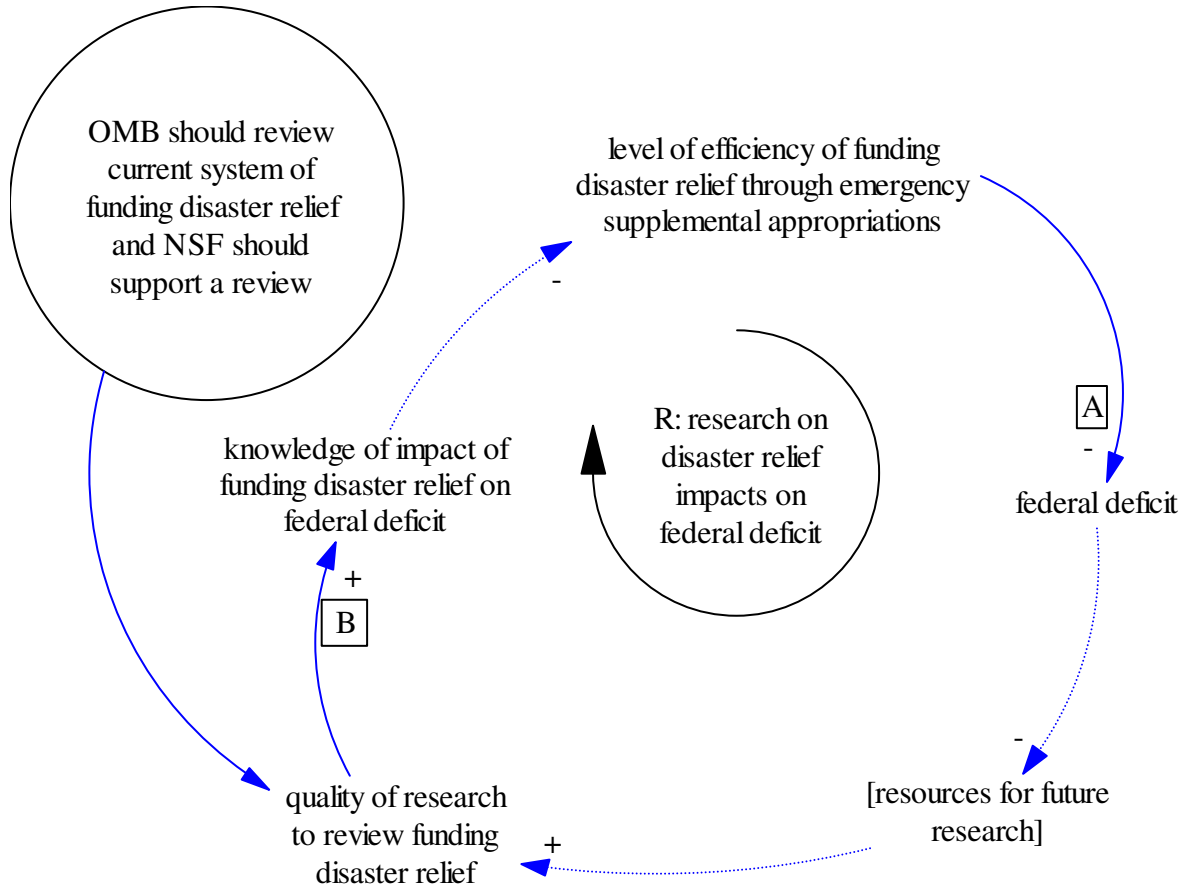 OMB should review
current system of
funding disaster relief
and NSF should
support a review
level of efficiency of funding
disaster relief through emergency
supplemental appropriations
-
A
-
federal deficit
R: research on
disaster relief
impacts on
federal deficit
knowledge of impact of
funding disaster relief on
federal deficit
+
B
-
[resources for future
research]
quality of research
to review funding
disaster relief
+